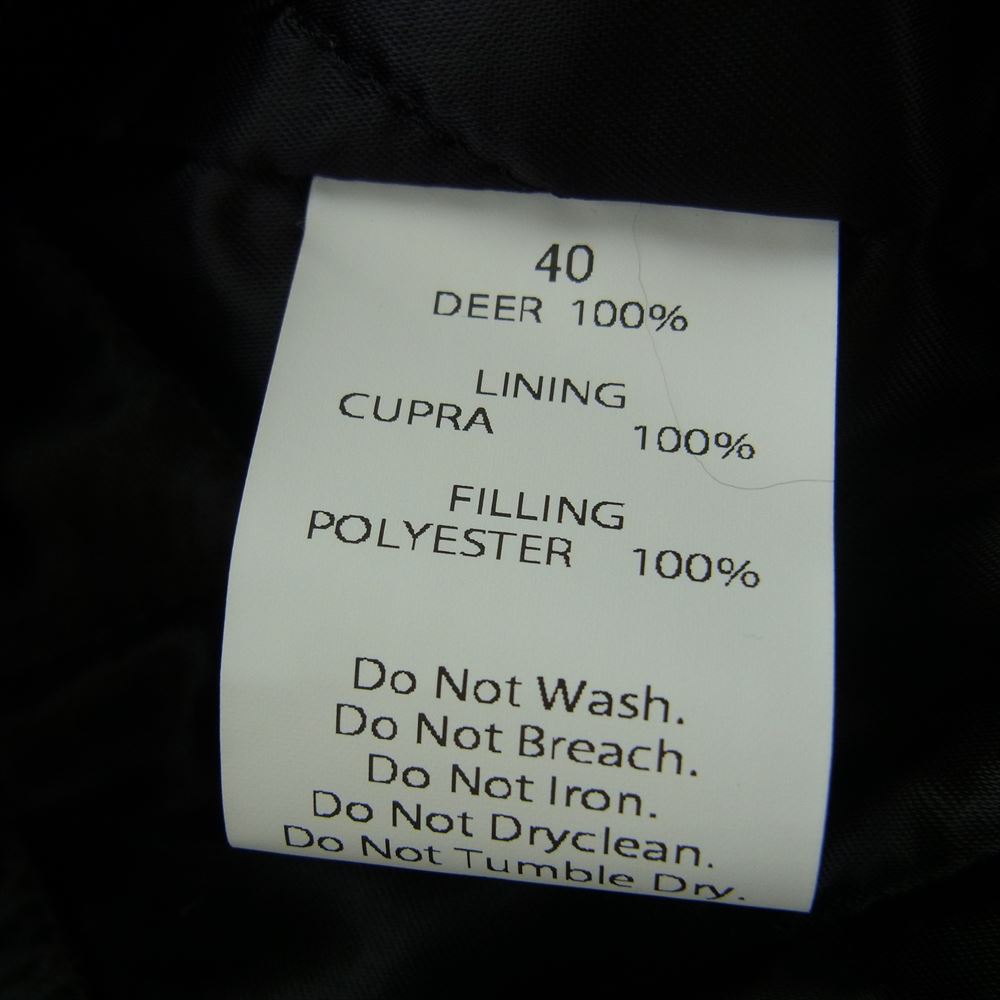 40
DEER 100%
LINING
CUPRA 100%
FILLING
POLYESTER 100%
Do Not Wash.
Do Not Breach.
Do Not Iron.
Do Not Dryclean.
Do Not Tumble Dry.